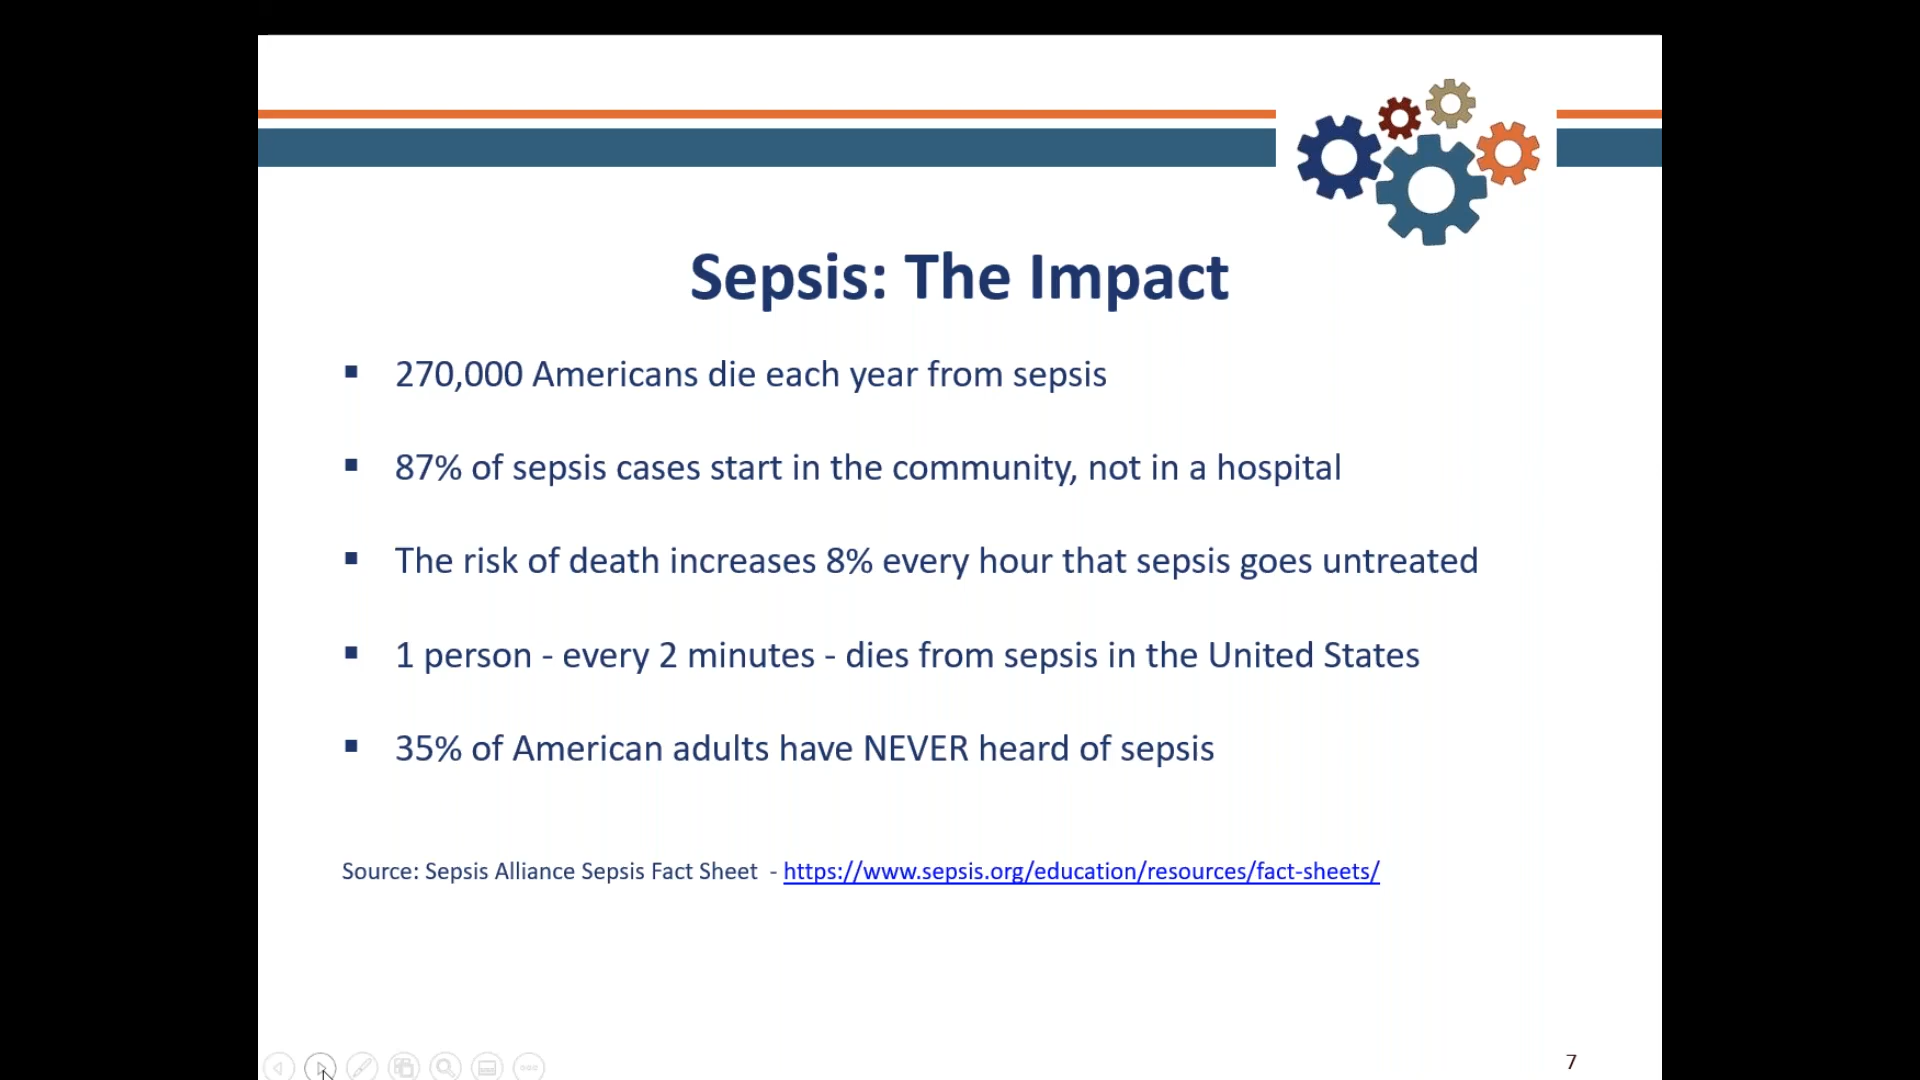 Sepsis: The Impact
▪ 270,000 Americans die each year from sepsis
▪ 87% of sepsis cases start in the community, not in a hospital
▪ The risk of death increases 8% every hour that sepsis goes untreated
▪ 1 person - every 2 minutes - dies from sepsis in the United States
▪ 35% of American adults have NEVER heard of sepsis
Source: Sepsis Alliance Sepsis Fact Sheet - https://www.sepsis.org/education/resources/fact-sheets/
7